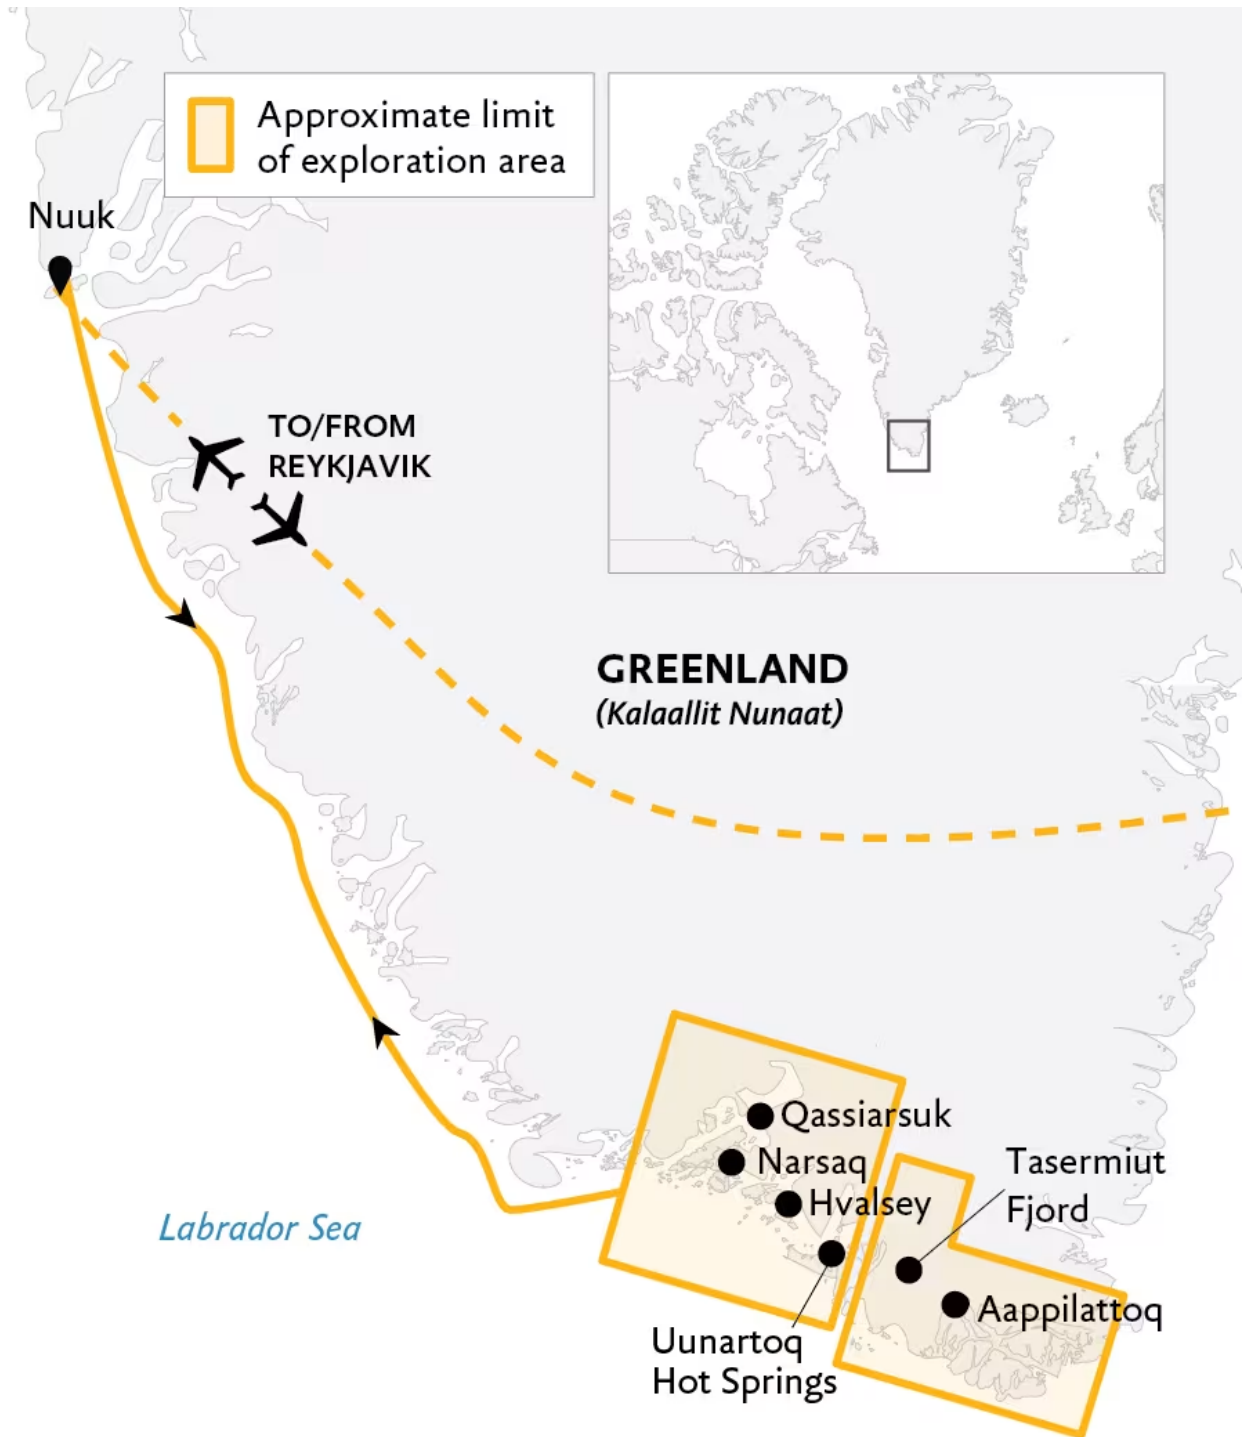 Approximate limit
of exploration area
Nuuk
TO/FROM
REYKJAVIK
GREENLAND
(Kalaallit Nunaat)
Qassiarsuk
Narsaq
Tasermiut
Fjord
Hvalsey
Labrador Sea
Aappilattoq
Uunartoq
Hot Springs